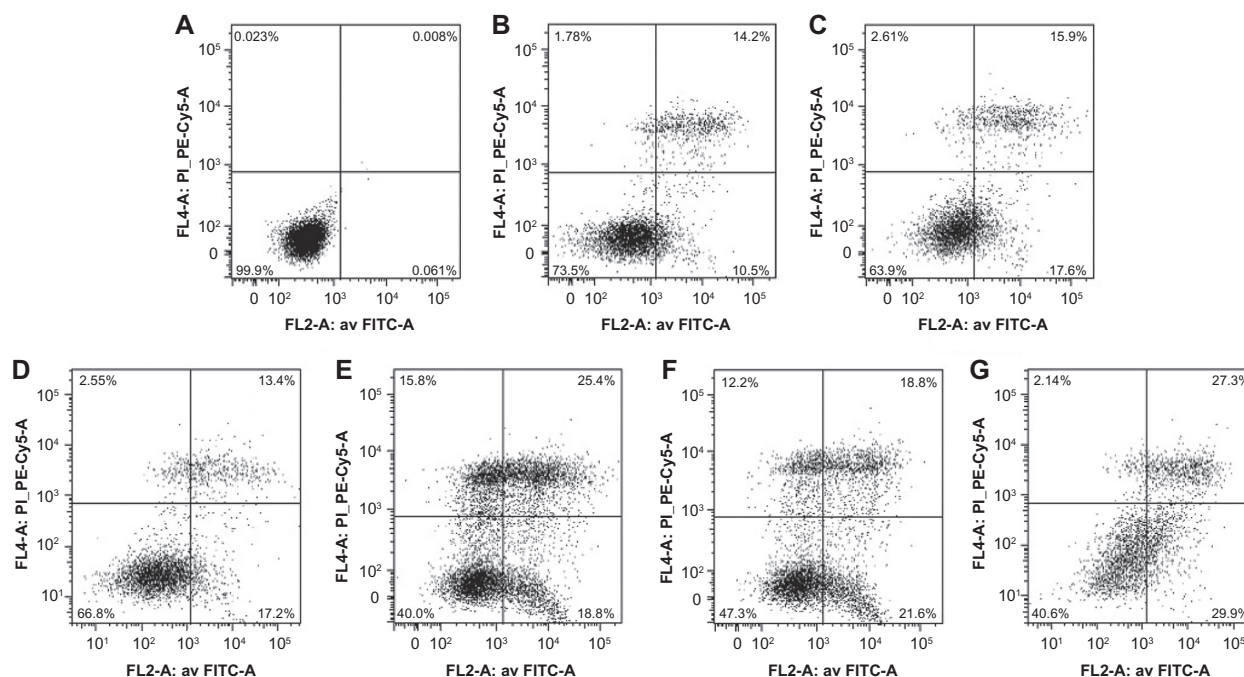 A
B
C
0.023% 0.008%
1.78% 14.2%
2.61% 15.9%
FL4-A: PI_PE-Cy5-A
FL4-A: PI_PE-Cy5-A
FL4-A: PI_PE-Cy5-A
10⁵
10⁴
10³
10²
0
10⁵
10⁴
10³
10²
0
10⁵
10⁴
10³
10²
0
99.9% 0.061%
73.5% 10.5%
63.9% 17.6%
0 10² 10³ 10⁴ 10⁵
0 10² 10³ 10⁴ 10⁵
0 10² 10³ 10⁴ 10⁵
FL2-A: av FITC-A
FL2-A: av FITC-A
FL2-A: av FITC-A
D
E
F
G
2.55% 13.4%
15.8% 25.4%
12.2% 18.8%
2.14% 27.3%
FL4-A: PI_PE-Cy5-A
FL4-A: PI_PE-Cy5-A
FL4-A: PI_PE-Cy5-A
FL4-A: PI_PE-Cy5-A
10⁵
10⁴
10³
10²
10¹
10⁵
10⁴
10³
10²
0
10⁵
10⁴
10³
10²
0
10⁵
10⁴
10³
10²
10¹
66.8% 17.2%
40.0% 18.8%
47.3% 21.6%
40.6% 29.9%
10¹ 10² 10³ 10⁴ 10⁵
0 10² 10³ 10⁴ 10⁵
0 10² 10³ 10⁴ 10⁵
10¹ 10² 10³ 10⁴ 10⁵
FL2-A: av FITC-A
FL2-A: av FITC-A
FL2-A: av FITC-A
FL2-A: av FITC-A